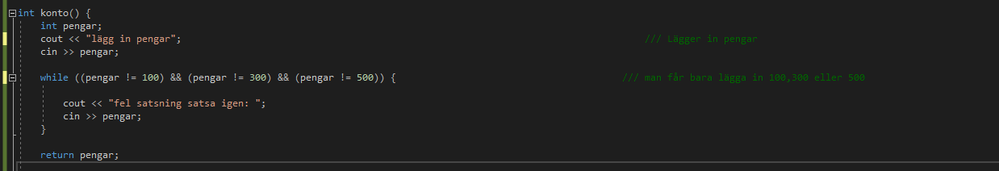 int konto() {
int pengar;
cout << "lägg in pengar"; /// Lägger in pengar
cin >> pengar;
while ((pengar != 100) && (pengar != 300) && (pengar != 500)) { /// man får bara lägga in 100,300 eller 500
cout << "fel satsning satsa igen: ";
cin >> pengar;
}
return pengar;